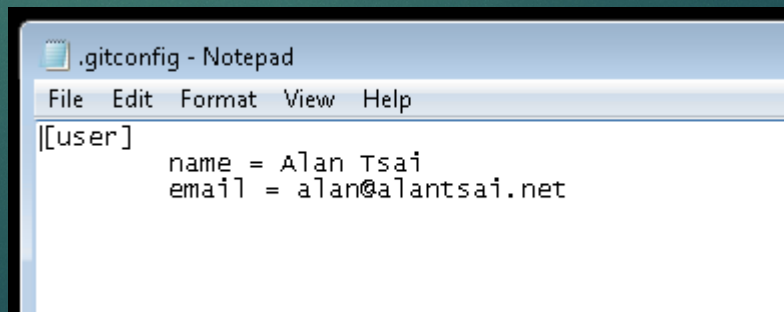 .gitconfig - Notepad
File Edit Format View Help
[user]
name = Alan Tsai
email = alan@alantsai.net